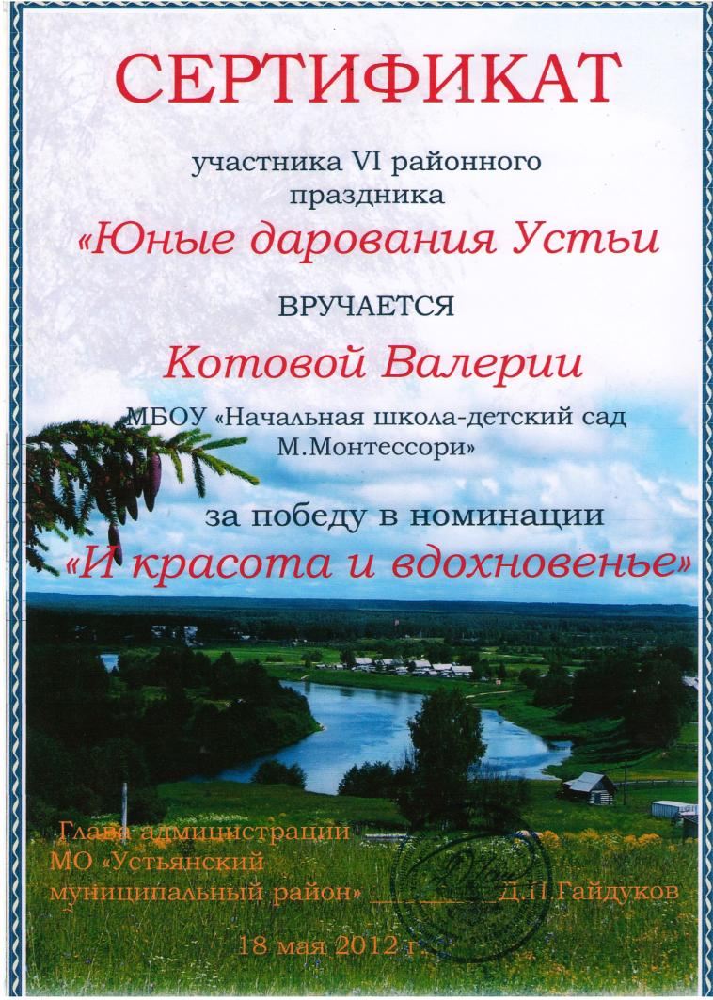 СЕРТИФИКАТ
участника VI районного
праздника
«Юные дарования Устьи
ВРУЧАЕТСЯ
Котовой Валерии
МБОУ «Начальная школа-детский сад
М.Монтессори»
за победу в номинации
«И красота и вдохновенье»
Глава администрации
МО «Устьянский
муниципальный район» __________Д.П.Гайдуков
18 мая 2012 г.